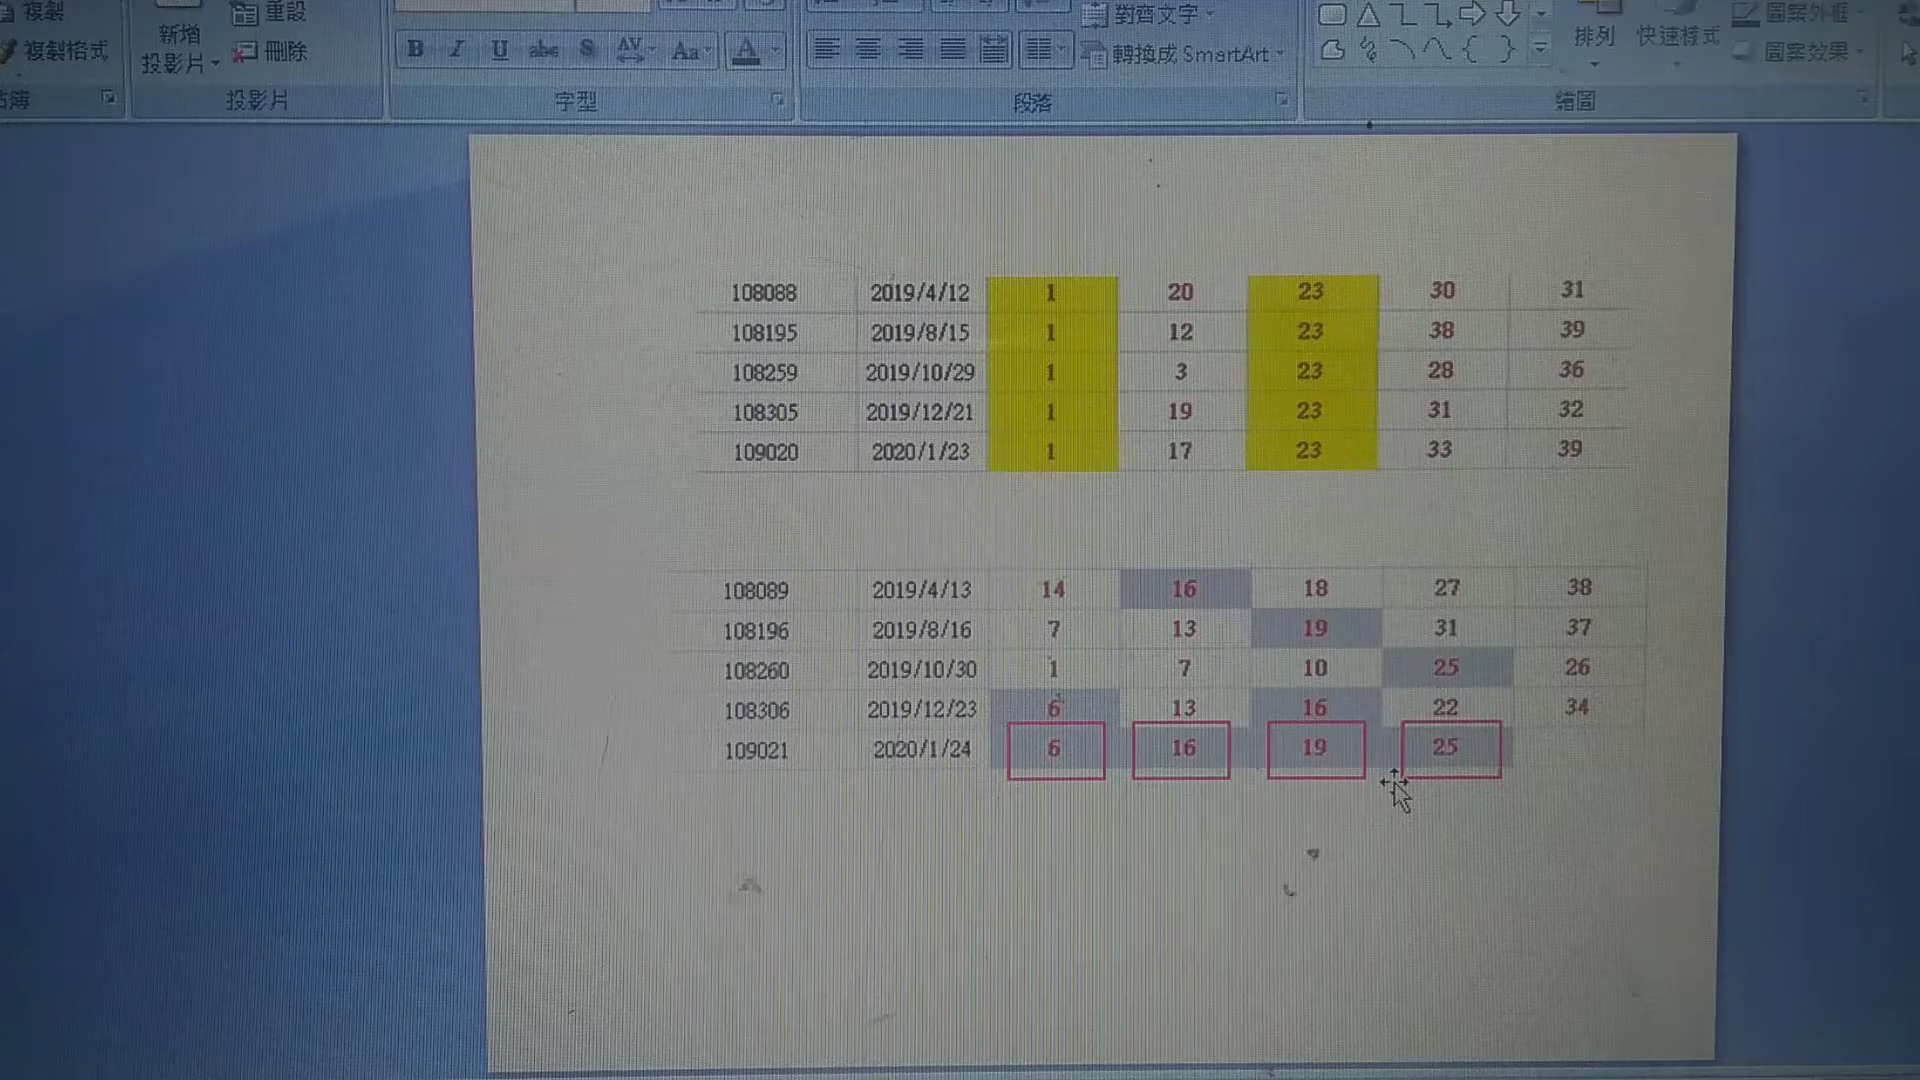 複製 重設
新增
複製格式 投影片 刪除
B I U abc S AV Aa A
對齊文字
轉換成 SmartArt
排列 快速樣式
圖案外框
圖案效果
投影片 字型 段落 繪圖
108088 2019/4/12 1 20 23 30 31
108195 2019/8/15 1 12 23 38 39
108259 2019/10/29 1 3 23 28 36
108305 2019/12/21 1 19 23 31 32
109020 2020/1/23 1 17 23 33 39
108089 2019/4/13 14 16 18 27 38
108196 2019/8/16 7 13 19 31 37
108260 2019/10/30 1 7 10 25 26
108306 2019/12/23 6 13 16 22 34
109021 2020/1/24 6 16 19 25